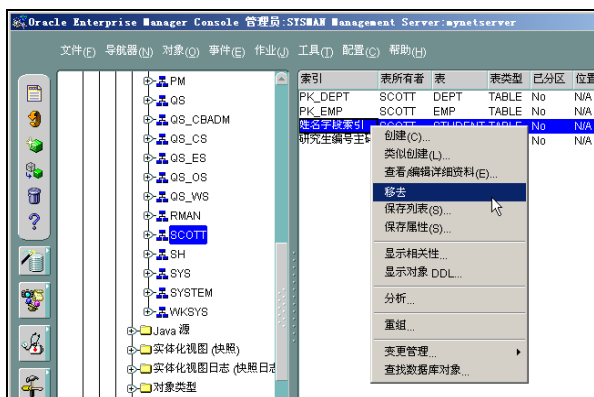 Oracle Enterprise Manager Console 管理员:SYSMAN Management Server:mynetserver
文件(F) 导航器(N) 对象(O) 事件(E) 作业(J) 工具(T) 配置(C) 帮助(H)
PM
QS
QS_CBADM
QS_CS
QS_ES
QS_OS
QS_WS
RMAN
SCOTT
SH
SYS
SYSTEM
WKSYS
Java 源
实体化视图 (快照)
实体化视图日志 (快照日志
对象类型
索引 表所有者 表 表类型 已分区 位置
PK_DEPT SCOTT DEPT TABLE No N/A
PK_EMP SCOTT EMP TABLE No N/A
姓名字段索引 SCOTT STUDENT TABLE No N/A
研究生编号主 No N/A
创建(C)...
类似创建(L)...
查看/编辑详细资料(E)...
移去
保存列表(S)...
保存属性(S)...
显示相关性...
显示对象 DDL...
分析...
重组...
变更管理
查找数据库对象...